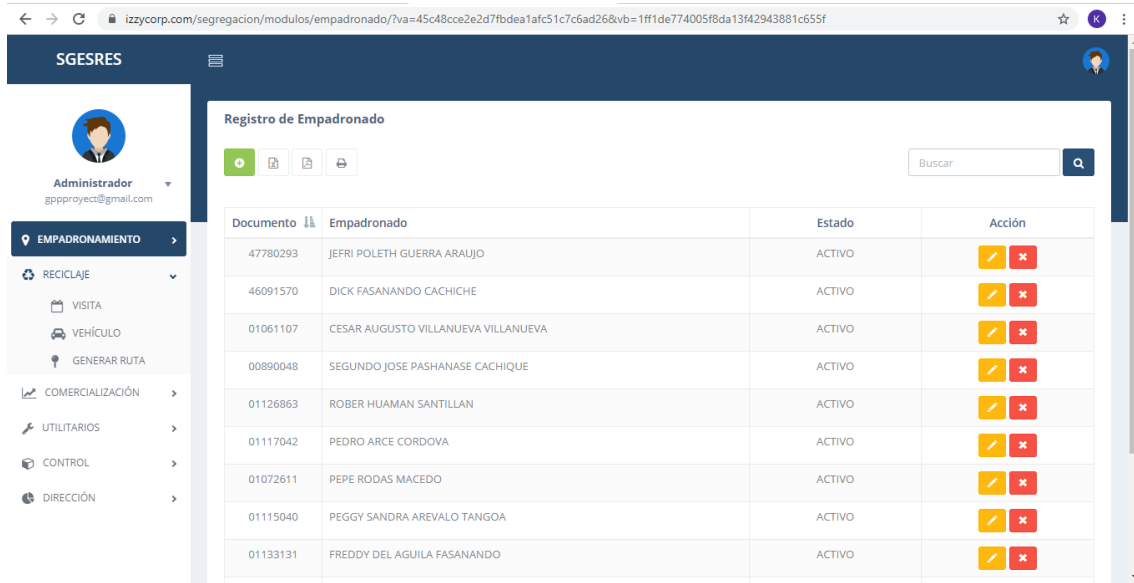 izzycorp.com/segregacion/modulos/empadronado/?va=45c48cce2e2d7fbdea1afc51c7c6ad26&vb=1ff1de774005f8da13f42943881c655f
K
SGESRES
Administrador
gppproyect@gmail.com
EMPADRONAMIENTO
RECICLAJE
VISITA
VEHÍCULO
GENERAR RUTA
COMERCIALIZACIÓN
UTILITARIOS
CONTROL
DIRECCIÓN
Registro de Empadronado
Buscar
Documento Empadronado Estado Acción
47780293 JEFRI POLETH GUERRA ARAUJO ACTIVO
46091570 DICK FASANANDO CACHICHE ACTIVO
01061107 CESAR AUGUSTO VILLANUEVA VILLANUEVA ACTIVO
00890048 SEGUNDO JOSE PASHANASE CACHIQUE ACTIVO
01126863 ROBER HUAMAN SANTILLAN ACTIVO
01117042 PEDRO ARCE CORDOVA ACTIVO
01072611 PEPE RODAS MACEDO ACTIVO
01115040 PEGGY SANDRA AREVALO TANGOA ACTIVO
01133131 FREDDY DEL AGUILA FASANANDO ACTIVO